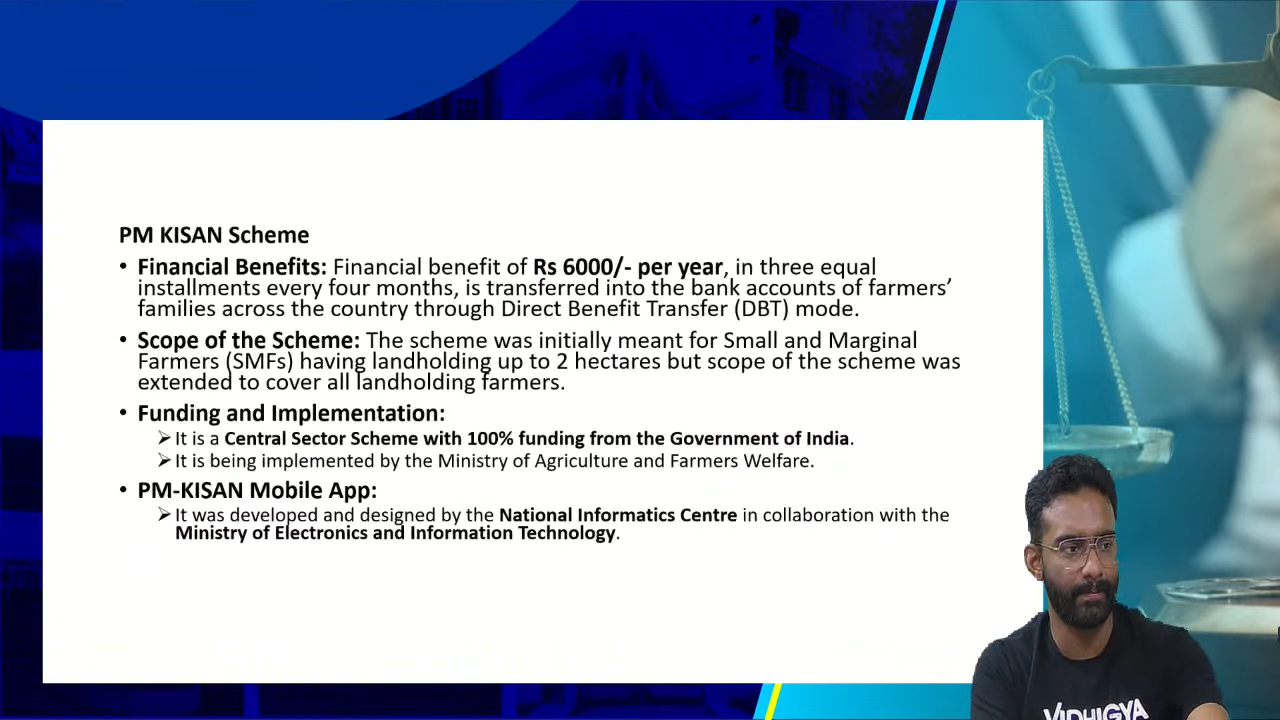 PM KISAN Scheme
• Financial Benefits: Financial benefit of Rs 6000/- per year, in three equal
installments every four months, is transferred into the bank accounts of farmers’
families across the country through Direct Benefit Transfer (DBT) mode.
• Scope of the Scheme: The scheme was initially meant for Small and Marginal
Farmers (SMFs) having landholding up to 2 hectares but scope of the scheme was
extended to cover all landholding farmers.
• Funding and Implementation:
➢ It is a Central Sector Scheme with 100% funding from the Government of India.
➢ It is being implemented by the Ministry of Agriculture and Farmers Welfare.
• PM-KISAN Mobile App:
➢ It was developed and designed by the National Informatics Centre in collaboration with the
Ministry of Electronics and Information Technology.
VIDHIGYA